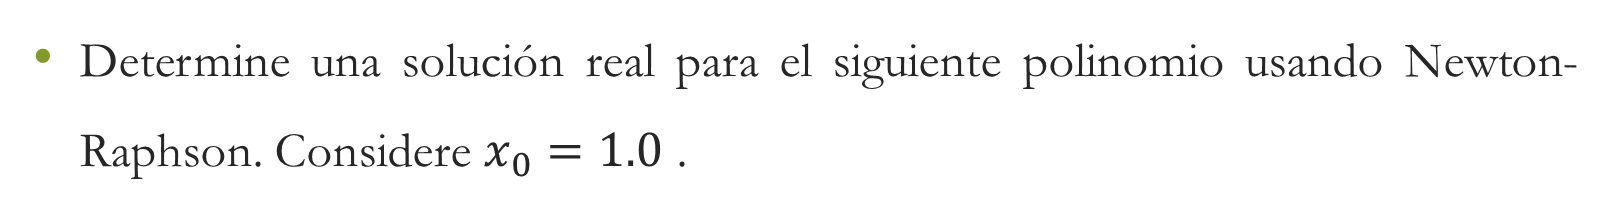 • Determine una solución real para el siguiente polinomio usando Newton-
Raphson. Considere x₀ = 1.0 .